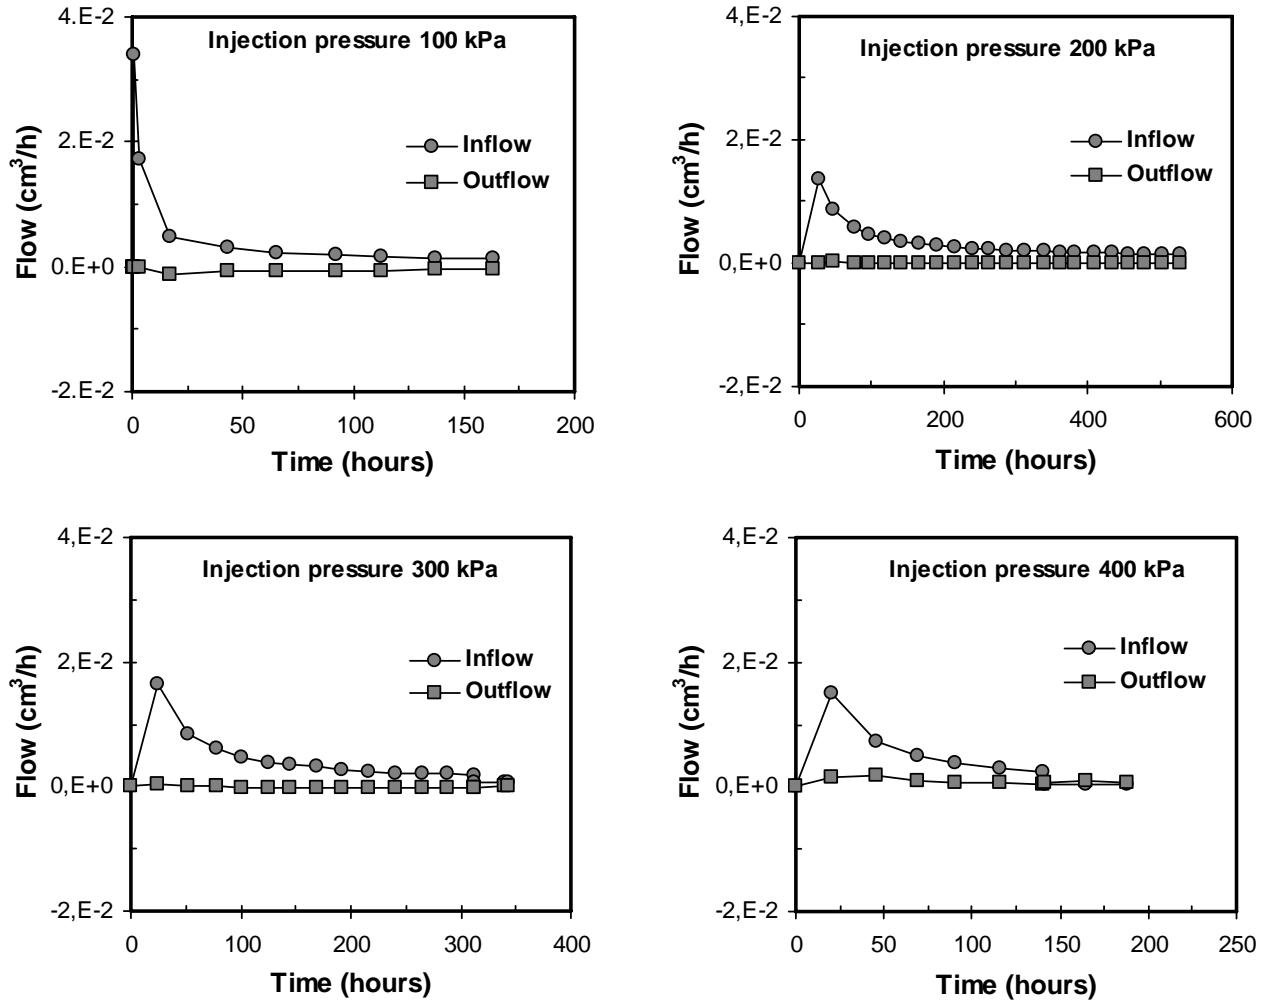 Injection pressure 100 kPa
4.E-2
2.E-2
0.E+0
-2.E-2
Flow (cm³/h)
Inflow
Outflow
0 50 100 150 200
Time (hours)
Injection pressure 200 kPa
4,E-2
2,E-2
0,E+0
-2,E-2
Flow (cm³/h)
Inflow
Outflow
0 200 400 600
Time (hours)
Injection pressure 300 kPa
4,E-2
2,E-2
0,E+0
-2,E-2
Flow (cm³/h)
Inflow
Outflow
0 100 200 300 400
Time (hours)
Injection pressure 400 kPa
4,E-2
2,E-2
0,E+0
-2,E-2
Flow (cm³/h)
Inflow
Outflow
0 50 100 150 200 250
Time (hours)